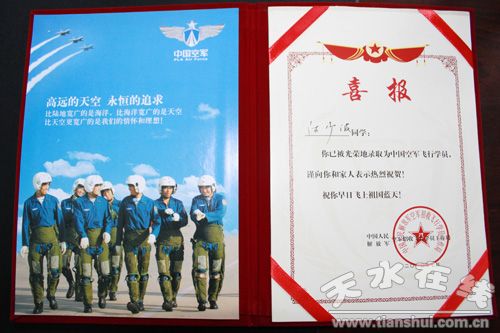 中国空军
PLA Air Force
高远的天空 永恒的追求
比陆地宽广的是海洋，比海洋宽广的是天空
比天空更宽广的是我们的情怀和理想！
喜报
同学：
你已被光荣地录取为中国空军飞行学员，
谨向你和家人表示热烈祝贺！
祝你早日飞上祖国蓝天！
中国人民
解放军
天水在线
www.tianshui.com.cn